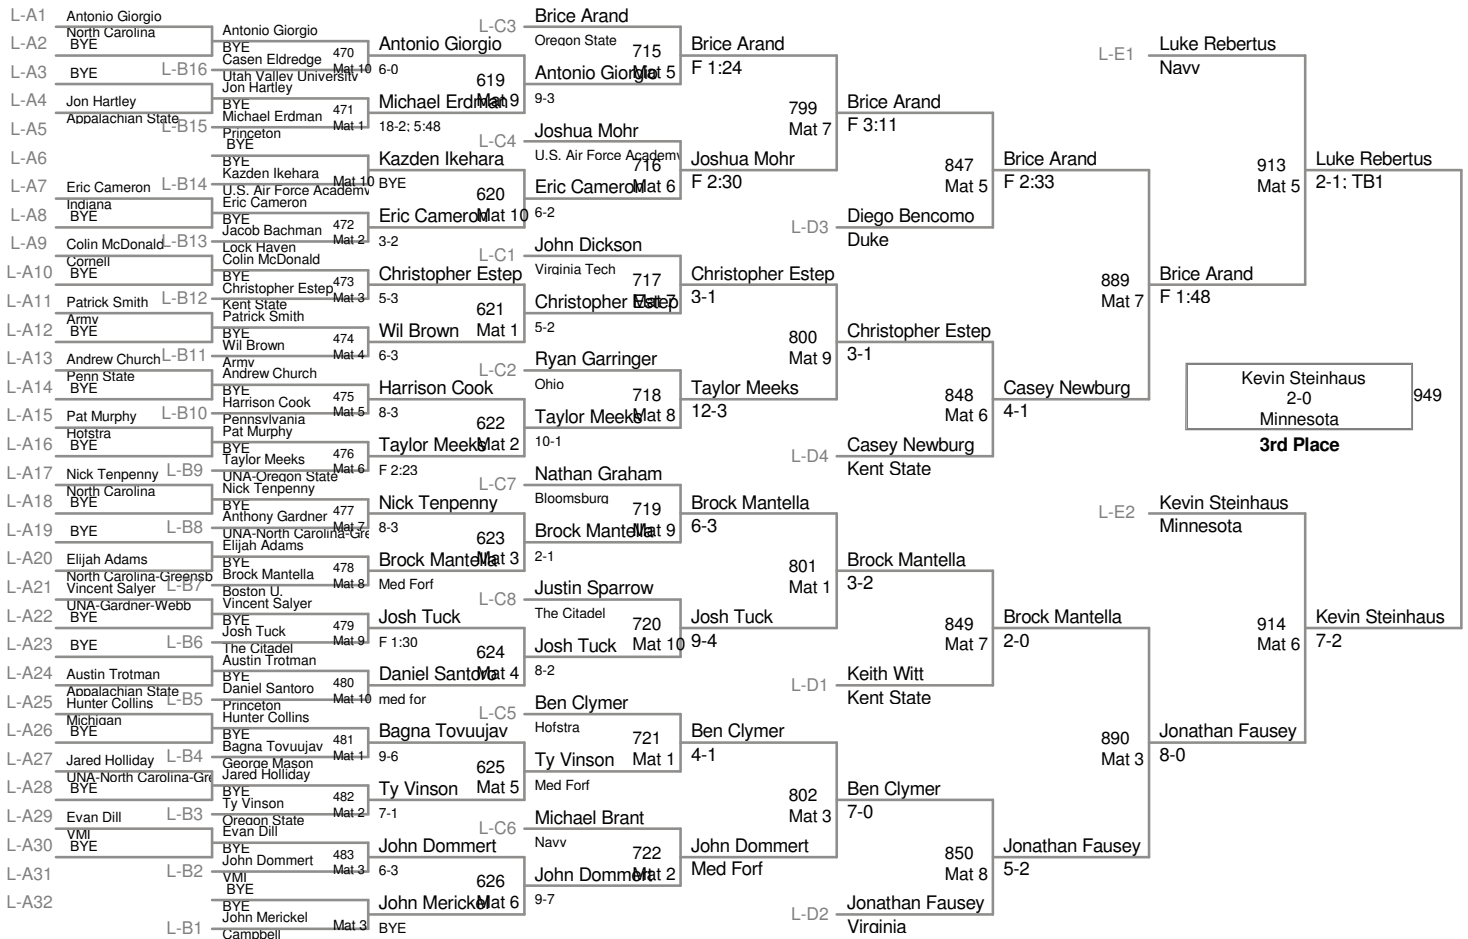 L-A1
Antonio Giorgio
North Carolina
L-A2
BYE
L-A3
BYE
L-A4
Jon Hartley
Appalachian State
L-A5
L-A6
L-A7
Eric Cameron
Indiana
L-A8
BYE
L-A9
Colin McDonald
Cornell
L-A10
BYE
L-A11
Patrick Smith
Army
L-A12
BYE
L-A13
Andrew Church
Penn State
L-A14
BYE
L-A15
Pat Murphy
Hofstra
L-A16
BYE
L-A17
Nick Tenpenny
North Carolina
L-A18
BYE
L-A19
BYE
L-A20
Elijah Adams
North Carolina-Greensb
L-A21
Vincent Salyer
UNA-Gardner-Webb
L-A22
BYE
L-A23
BYE
L-A24
Austin Trotman
Appalachian State
L-A25
Hunter Collins
Michigan
L-A26
BYE
L-A27
Jared Holliday
UNA-North Carolina-Gre
L-A28
BYE
L-A29
Evan Dill
VMI
L-A30
BYE
L-A31
L-A32
Antonio Giorgio
BYE
Casen Eldredge
470
Mat 10
L-B16
Utah Valley University
Jon Hartley
BYE
Michael Erdman
471
Mat 1
L-B15
Princeton
BYE
BYE
Kazden Ikehara
Mat 10
L-B14
U.S. Air Force Academy
Eric Cameron
BYE
Jacob Bachman
472
Mat 2
L-B13
Lock Haven
Colin McDonald
BYE
Christopher Estep
473
Mat 3
L-B12
Kent State
Patrick Smith
BYE
Wil Brown
474
Mat 4
L-B11
Army
Andrew Church
BYE
Harrison Cook
475
Mat 5
L-B10
Pennsylvania
Pat Murphy
BYE
Taylor Meeks
476
Mat 6
L-B9
UNA-Oregon State
Nick Tenpenny
BYE
Anthony Gardner
477
Mat 7
L-B8
UNA-North Carolina-Gre
Elijah Adams
BYE
Brock Mantella
478
Mat 8
L-B7
Boston U.
Vincent Salyer
BYE
Josh Tuck
479
Mat 9
L-B6
The Citadel
Austin Trotman
BYE
Daniel Santoro
480
Mat 10
L-B5
Princeton
Hunter Collins
BYE
Bagna Tovuujav
481
Mat 1
L-B4
George Mason
Jared Holliday
BYE
Ty Vinson
482
Mat 2
L-B3
Oregon State
Evan Dill
BYE
John Dommert
483
Mat 3
L-B2
VMI
BYE
BYE
John Merickel
Mat 3
L-B1
Campbell
Antonio Giorgio
6-0
619
Mat 9
Michael Erdman
18-2; 5:48
Kazden Ikehara
BYE
620
Mat 10
Eric Cameron
3-2
Christopher Estep
5-3
621
Mat 1
Wil Brown
6-3
Harrison Cook
8-3
622
Mat 2
Taylor Meeks
F 2:23
Nick Tenpenny
8-3
623
Mat 3
Brock Mantella
Med Forf
Josh Tuck
F 1:30
624
Mat 4
Daniel Santoro
med for
Bagna Tovuujav
9-6
625
Mat 5
Ty Vinson
7-1
John Dommert
6-3
626
Mat 6
John Merickel
BYE
L-C3
Brice Arand
Oregon State
715
Mat 5
Antonio Giorgio
9-3
L-C4
Joshua Mohr
U.S. Air Force Academy
716
Mat 6
Eric Cameron
6-2
L-C1
John Dickson
Virginia Tech
717
Mat 7
Christopher Estep
5-2
L-C2
Ryan Garringer
Ohio
718
Mat 8
Taylor Meeks
10-1
L-C7
Nathan Graham
Bloomsburg
719
Mat 9
Brock Mantella
2-1
L-C8
Justin Sparrow
The Citadel
720
Mat 10
Josh Tuck
8-2
L-C5
Ben Clymer
Hofstra
721
Mat 1
Ty Vinson
Med Forf
L-C6
Michael Brant
Navy
722
Mat 2
John Dommert
9-7
Brice Arand
F 1:24
799
Mat 7
Joshua Mohr
F 2:30
Christopher Estep
3-1
800
Mat 9
Taylor Meeks
12-3
Brock Mantella
6-3
801
Mat 1
Josh Tuck
9-4
Ben Clymer
4-1
802
Mat 3
John Dommert
Med Forf
Brice Arand
F 3:11
847
Mat 5
L-D3
Diego Bencomo
Duke
Christopher Estep
3-1
848
Mat 6
L-D4
Casey Newburg
Kent State
Brock Mantella
3-2
849
Mat 7
L-D1
Keith Witt
Kent State
Ben Clymer
7-0
850
Mat 8
L-D2
Jonathan Fausey
Virginia
Brice Arand
F 2:33
889
Mat 7
Casey Newburg
4-1
Brock Mantella
2-0
890
Mat 3
Jonathan Fausey
5-2
L-E1
Luke Rebertus
Navy
913
Mat 5
Brice Arand
F 1:48
L-E2
Kevin Steinhaus
Minnesota
914
Mat 6
Jonathan Fausey
8-0
Luke Rebertus
2-1; TB1
Kevin Steinhaus
2-0
Minnesota
949
3rd Place
Kevin Steinhaus
7-2